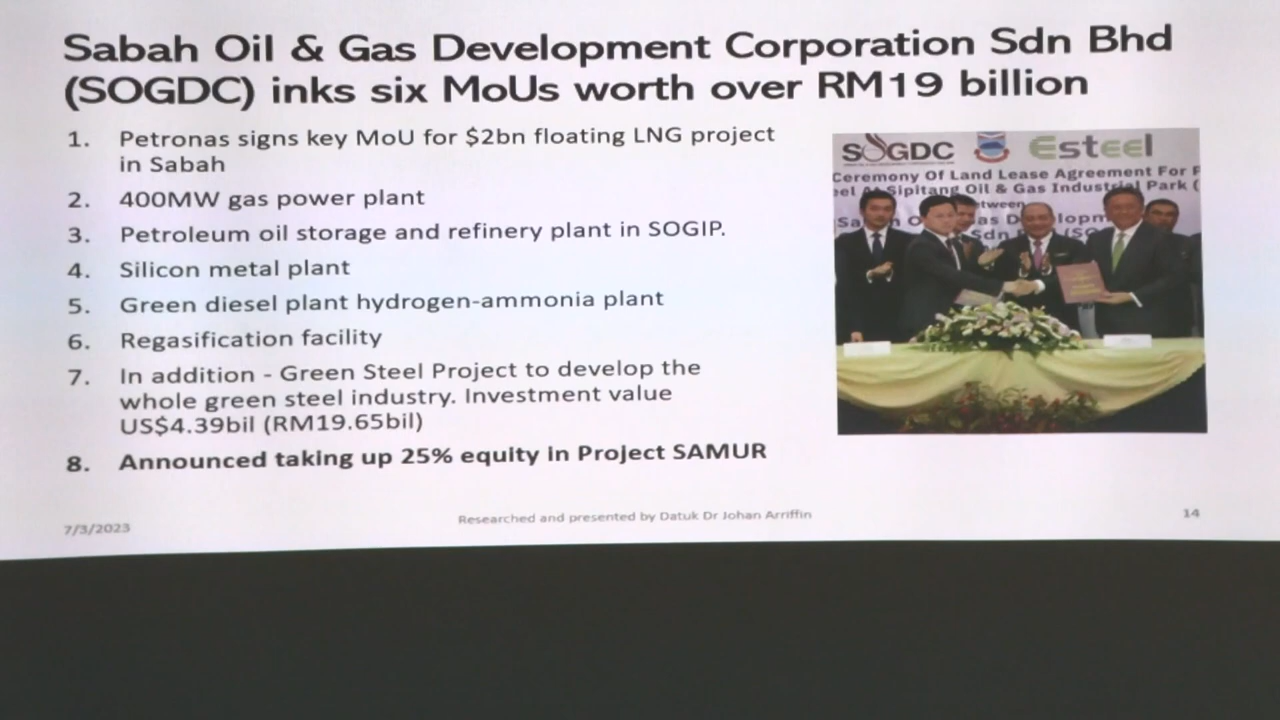 Sabah Oil & Gas Development Corporation Sdn Bhd
(SOGDC) inks six MoUs worth over RM19 billion
1. Petronas signs key MoU for $2bn floating LNG project
in Sabah
2. 400MW gas power plant
3. Petroleum oil storage and refinery plant in SOGIP.
4. Silicon metal plant
5. Green diesel plant hydrogen-ammonia plant
6. Regasification facility
7. In addition - Green Steel Project to develop the
whole green steel industry. Investment value
US$4.39bil (RM19.65bil)
8. Announced taking up 25% equity in Project SAMUR
SOGDC Esteel
Ceremony Of Land Lease Agreement For
At Sipitang Oil & Gas Industrial Park (
7/3/2023
Researched and presented by Datuk Dr Johan Arriffin
14